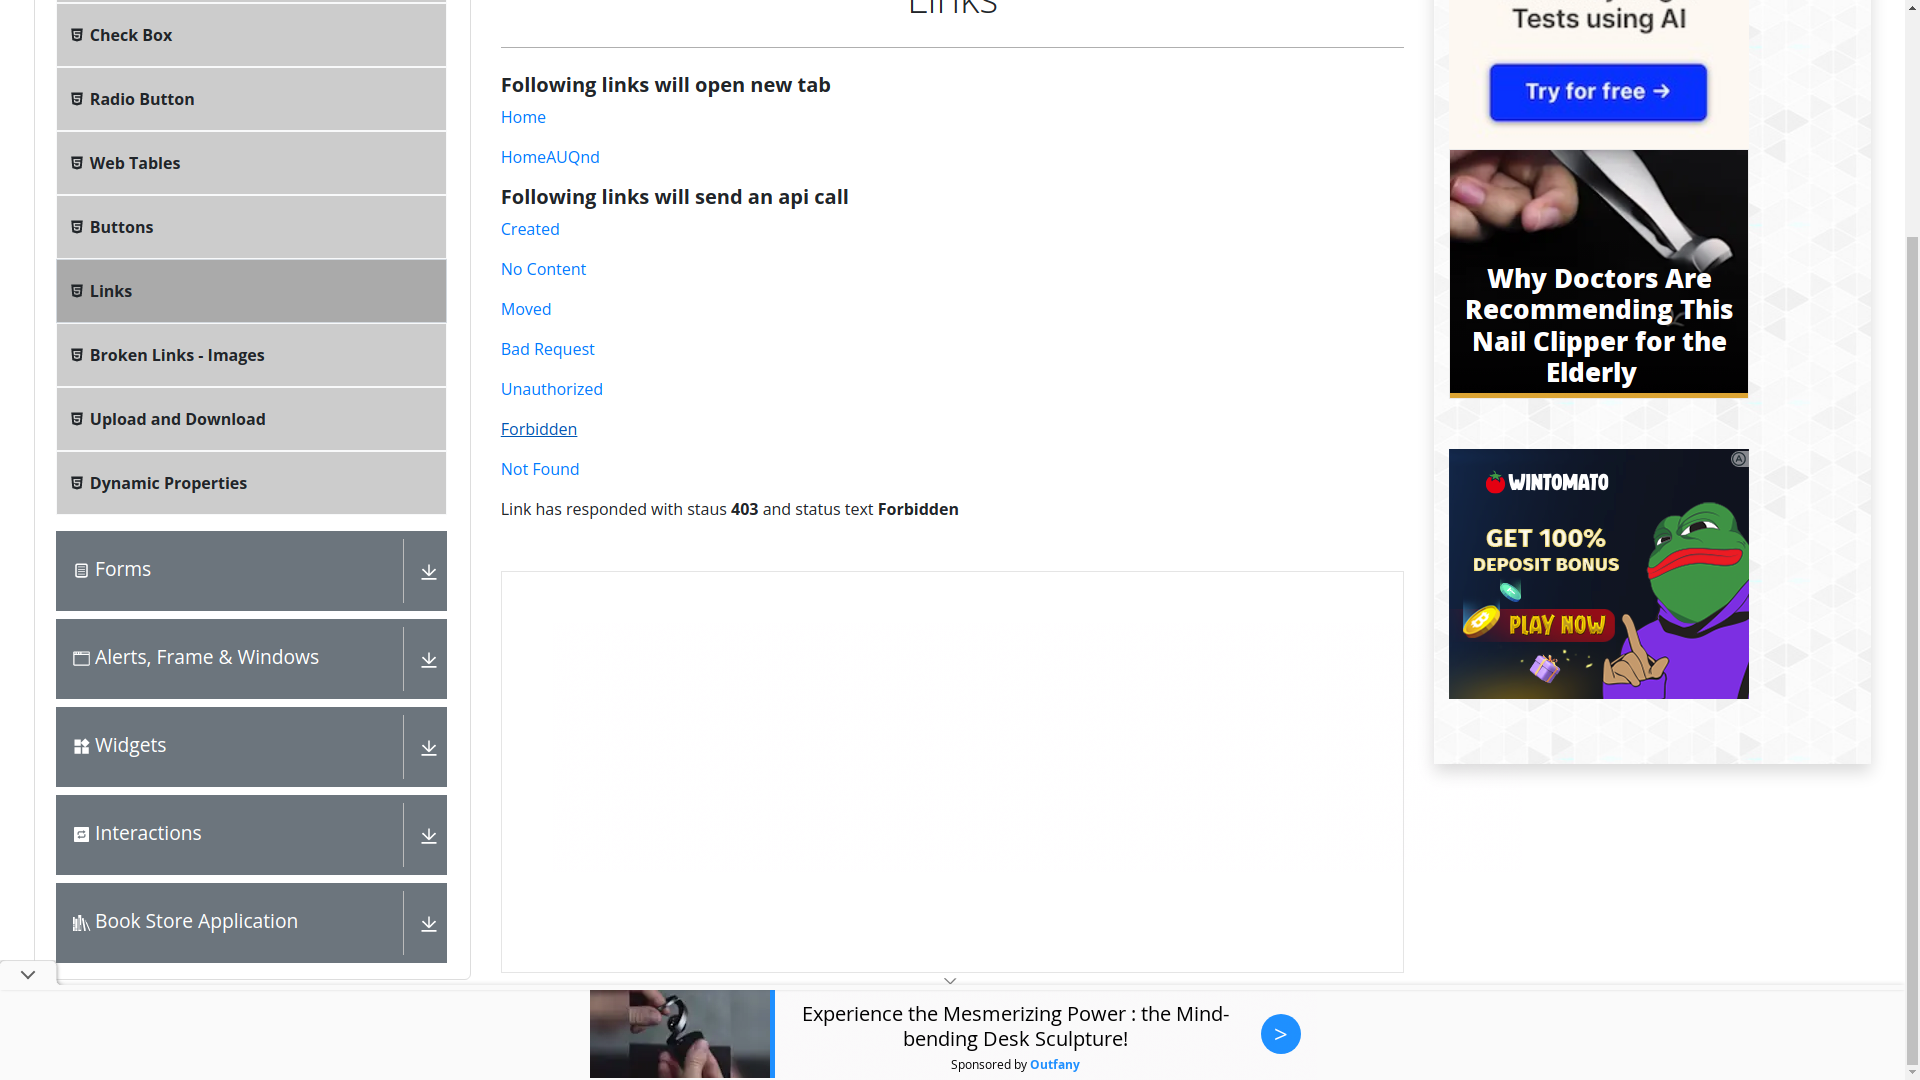 Links
Check Box
Radio Button
Web Tables
Buttons
Links
Broken Links - Images
Upload and Download
Dynamic Properties
Forms
Alerts, Frame & Windows
Widgets
Interactions
Book Store Application
Following links will open new tab
Home
HomeAUQnd
Following links will send an api call
Created
No Content
Moved
Bad Request
Unauthorized
Forbidden
Not Found
Link has responded with staus 403 and status text Forbidden
Tests using AI
Try for free →
Why Doctors Are
Recommending This
Nail Clipper for the
Elderly
WINTOMATO
GET 100%
DEPOSIT BONUS
PLAY NOW
Experience the Mesmerizing Power : the Mind-
bending Desk Sculpture!
Sponsored by Outfany
>